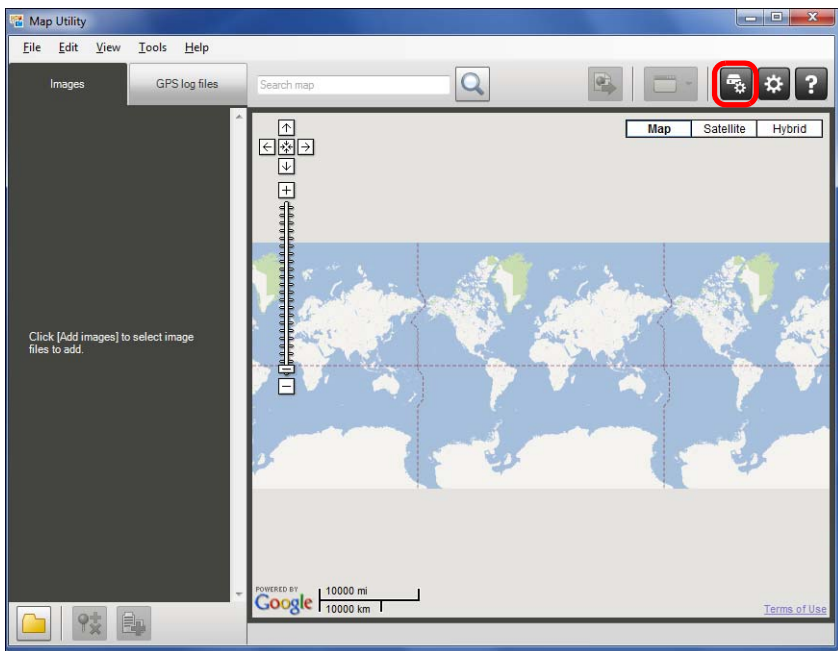 Map Utility
File Edit View Tools Help
Images GPS log files Search map
?
Map Satellite Hybrid
Click [Add images] to select image
files to add.
POWERED BY
Google
10000 mi
10000 km
Terms of Use